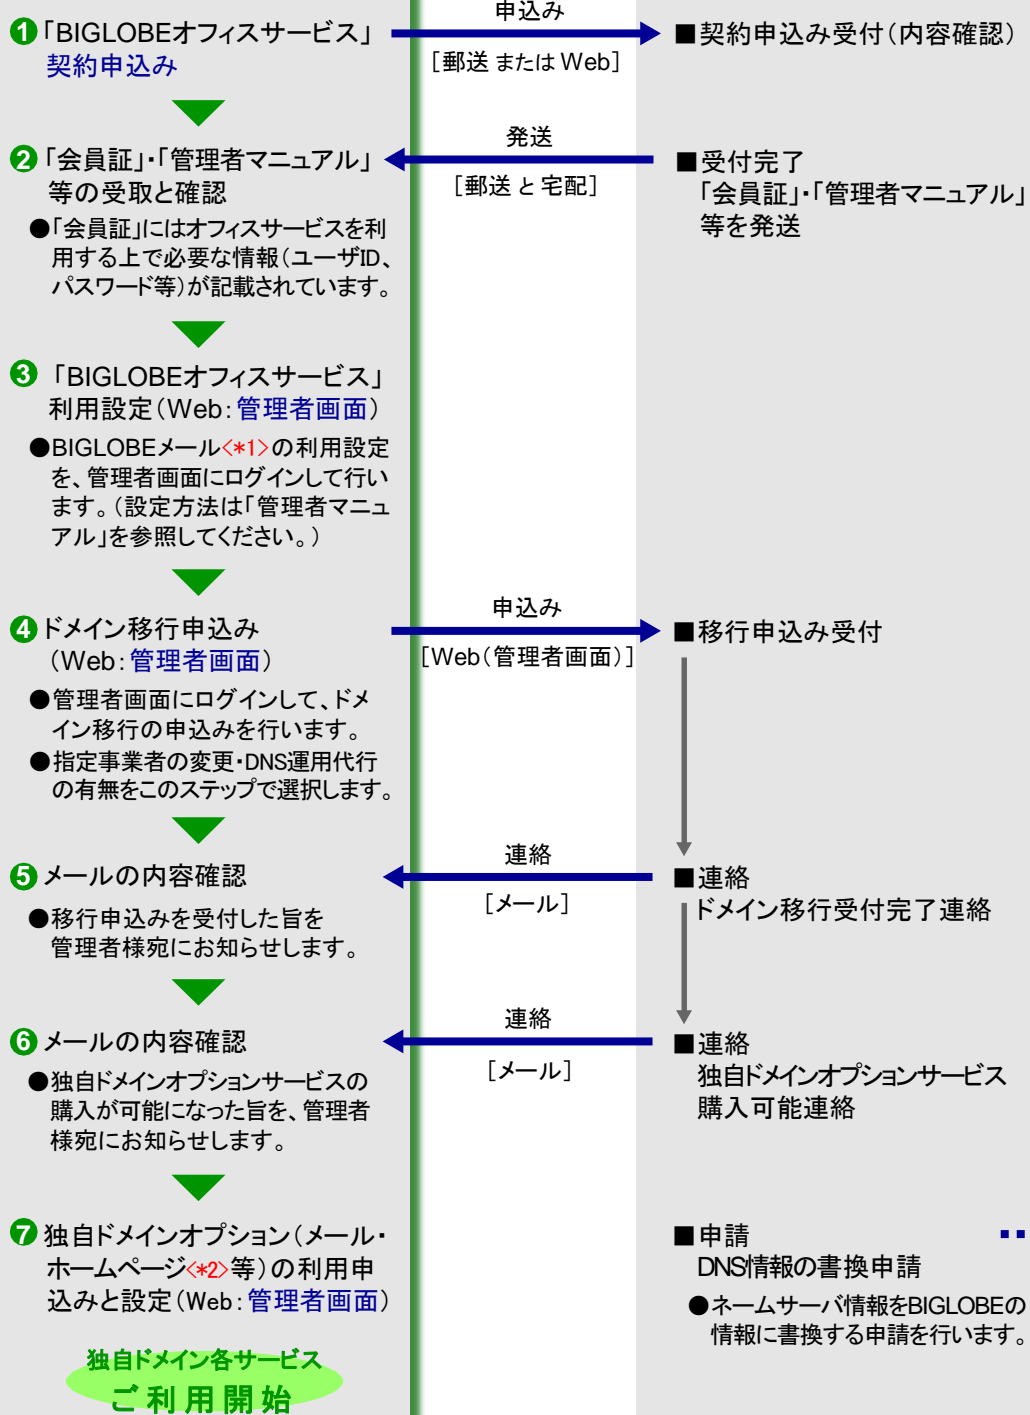 ❶「BIGLOBEオフィスサービス」
契約申込み
申込み
[郵送 または Web]
■契約申込み受付(内容確認)
❷「会員証」・「管理者マニュアル」
等の受取と確認
●「会員証」にはオフィスサービスを利
用する上で必要な情報(ユーザID、
パスワード等)が記載されています。
発送
[郵送 と 宅配]
■受付完了
「会員証」・「管理者マニュアル」
等を発送
❸「BIGLOBEオフィスサービス」
利用設定(Web:管理者画面)
●BIGLOBEメール<*1>の利用設定
を、管理者画面にログインして行い
ます。(設定方法は「管理者マニュ
アル」を参照してください。)
❹ドメイン移行申込み
(Web:管理者画面)
●管理者画面にログインして、ドメ
イン移行の申込みを行います。
●指定事業者の変更・DNS運用代行
の有無をこのステップで選択します。
申込み
[Web(管理者画面)]
■移行申込み受付
❺メールの内容確認
●移行申込みを受付した旨を
管理者様宛にお知らせします。
連絡
[メール]
■連絡
ドメイン移行受付完了連絡
❻メールの内容確認
●独自ドメインオプションサービスの
購入が可能になった旨を、管理者
様宛にお知らせします。
連絡
[メール]
■連絡
独自ドメインオプションサービス
購入可能連絡
❼独自ドメインオプション(メール・
ホームページ<*2>等)の利用申
込みと設定(Web:管理者画面)
■申請
DNS情報の書換申請
●ネームサーバ情報をBIGLOBEの
情報に書換する申請を行います。
独自ドメイン各サービス
ご利用開始